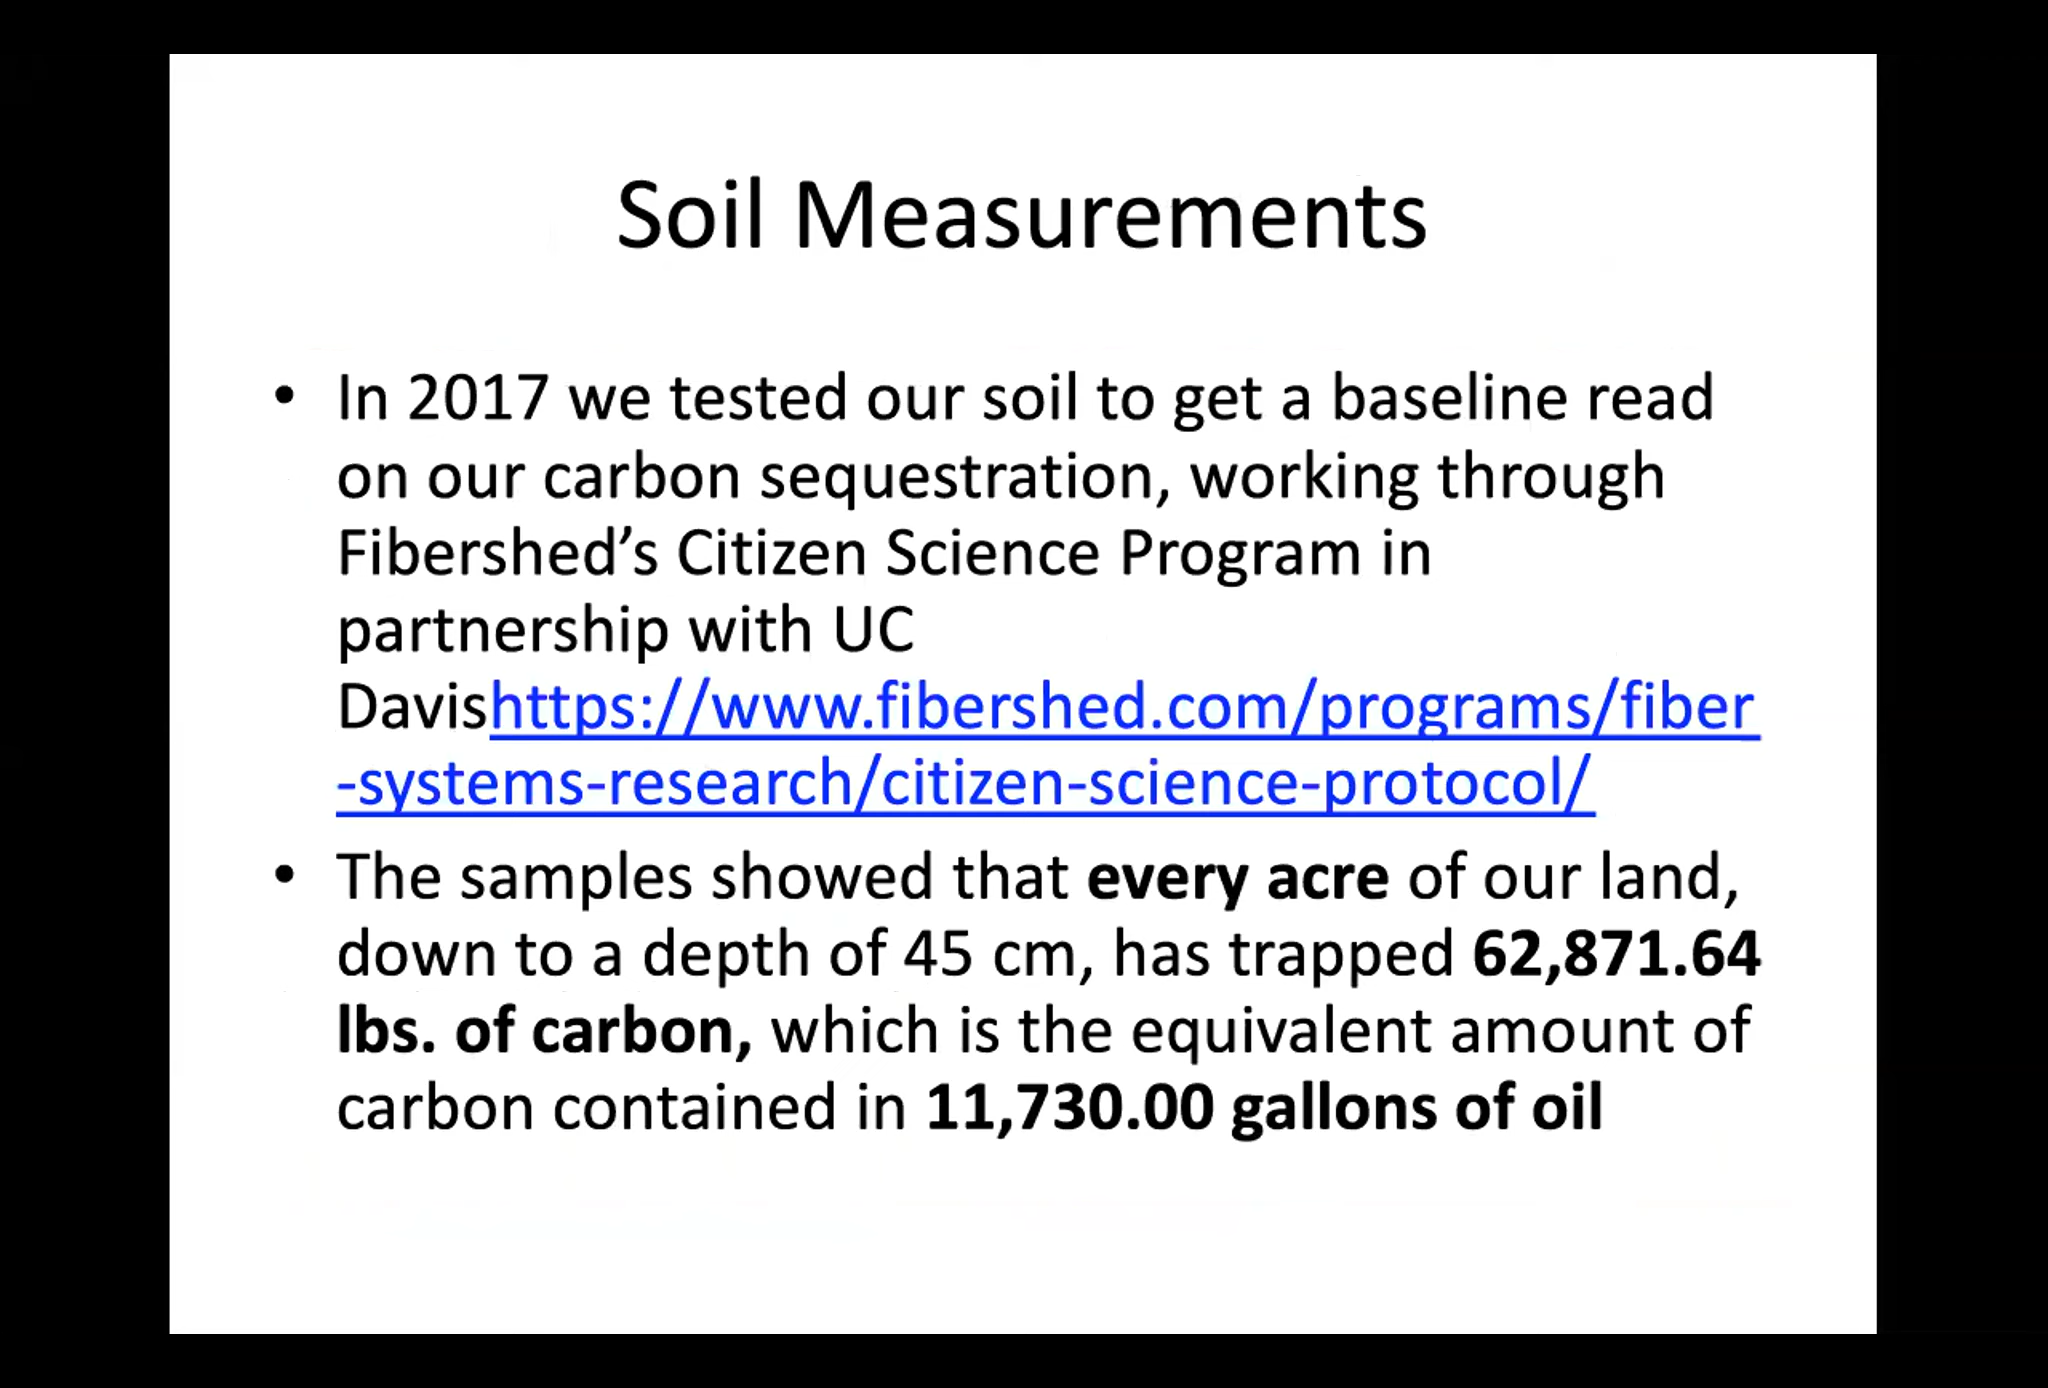 Soil Measurements
• In 2017 we tested our soil to get a baseline read
on our carbon sequestration, working through
Fibershed’s Citizen Science Program in
partnership with UC
Davishttps://www.fibershed.com/programs/fiber
-systems-research/citizen-science-protocol/
• The samples showed that every acre of our land,
down to a depth of 45 cm, has trapped 62,871.64
lbs. of carbon, which is the equivalent amount of
carbon contained in 11,730.00 gallons of oil